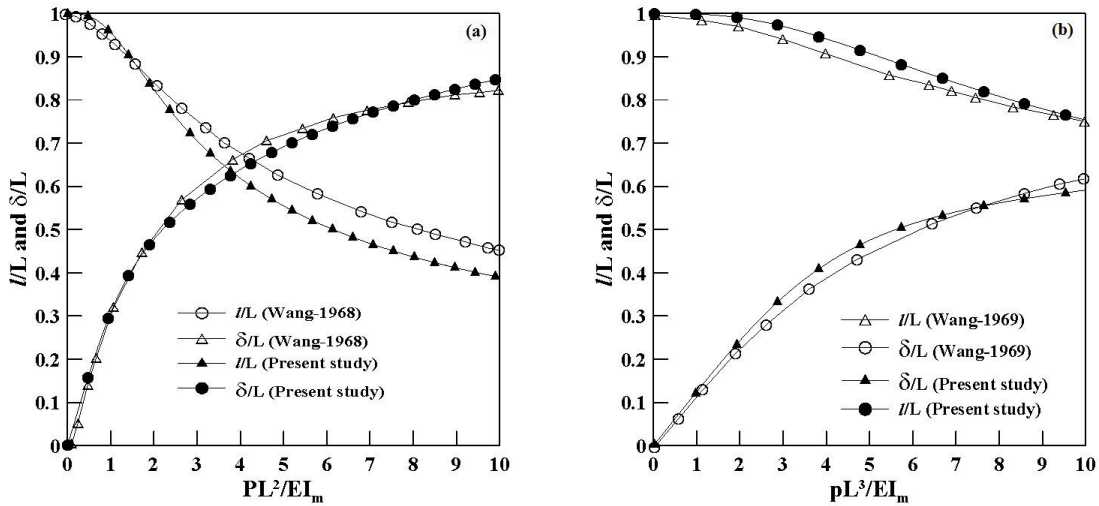 (a)
l/L and δ/L
1
0.9
0.8
0.7
0.6
0.5
0.4
0.3
0.2
0.1
0
l/L (Wang-1968)
δ/L (Wang-1968)
l/L (Present study)
δ/L (Present study)
0 1 2 3 4 5 6 7 8 9 10
PL²/EIₘ
(b)
l/L and δ/L
1
0.9
0.8
0.7
0.6
0.5
0.4
0.3
0.2
0.1
0
l/L (Wang-1969)
δ/L (Wang-1969)
δ/L (Present study)
l/L (Present study)
0 1 2 3 4 5 6 7 8 9 10
pL³/EIₘ